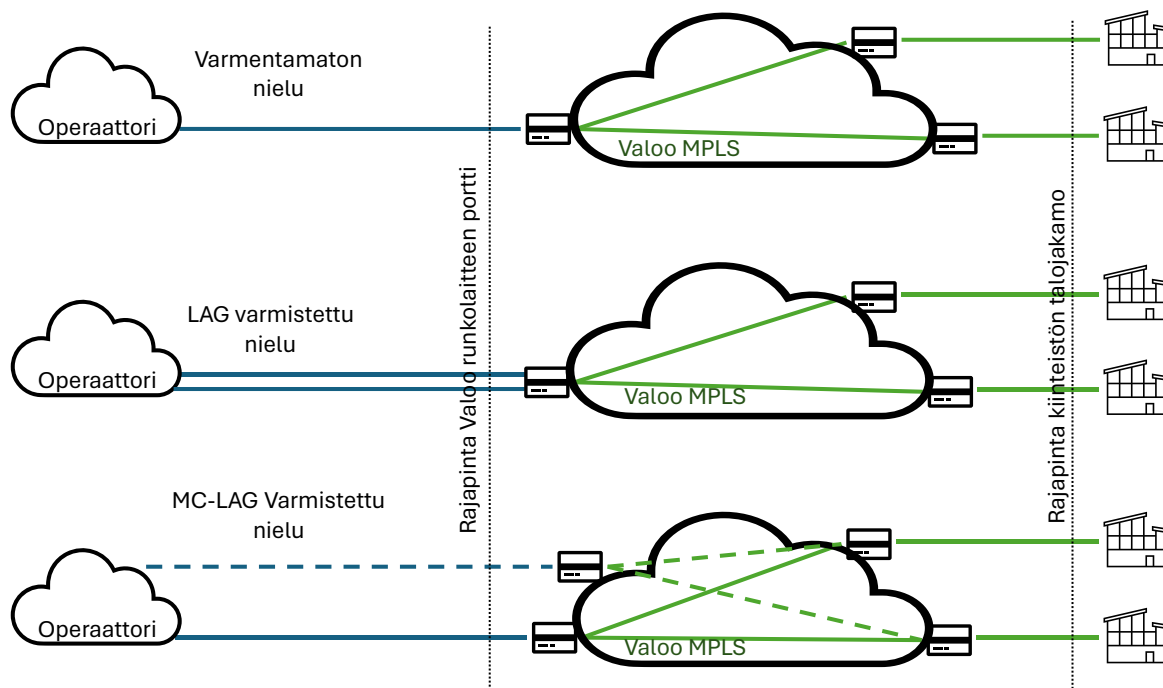 Varmentamaton
nielu
Operaattori
Valoo MPLS
Rajapinta Valoo runkolaitteen portti
Rajapinta kiinteistön talojakamo
LAG varmistettu
nielu
Operaattori
Valoo MPLS
MC-LAG Varmistettu
nielu
Operaattori
Valoo MPLS